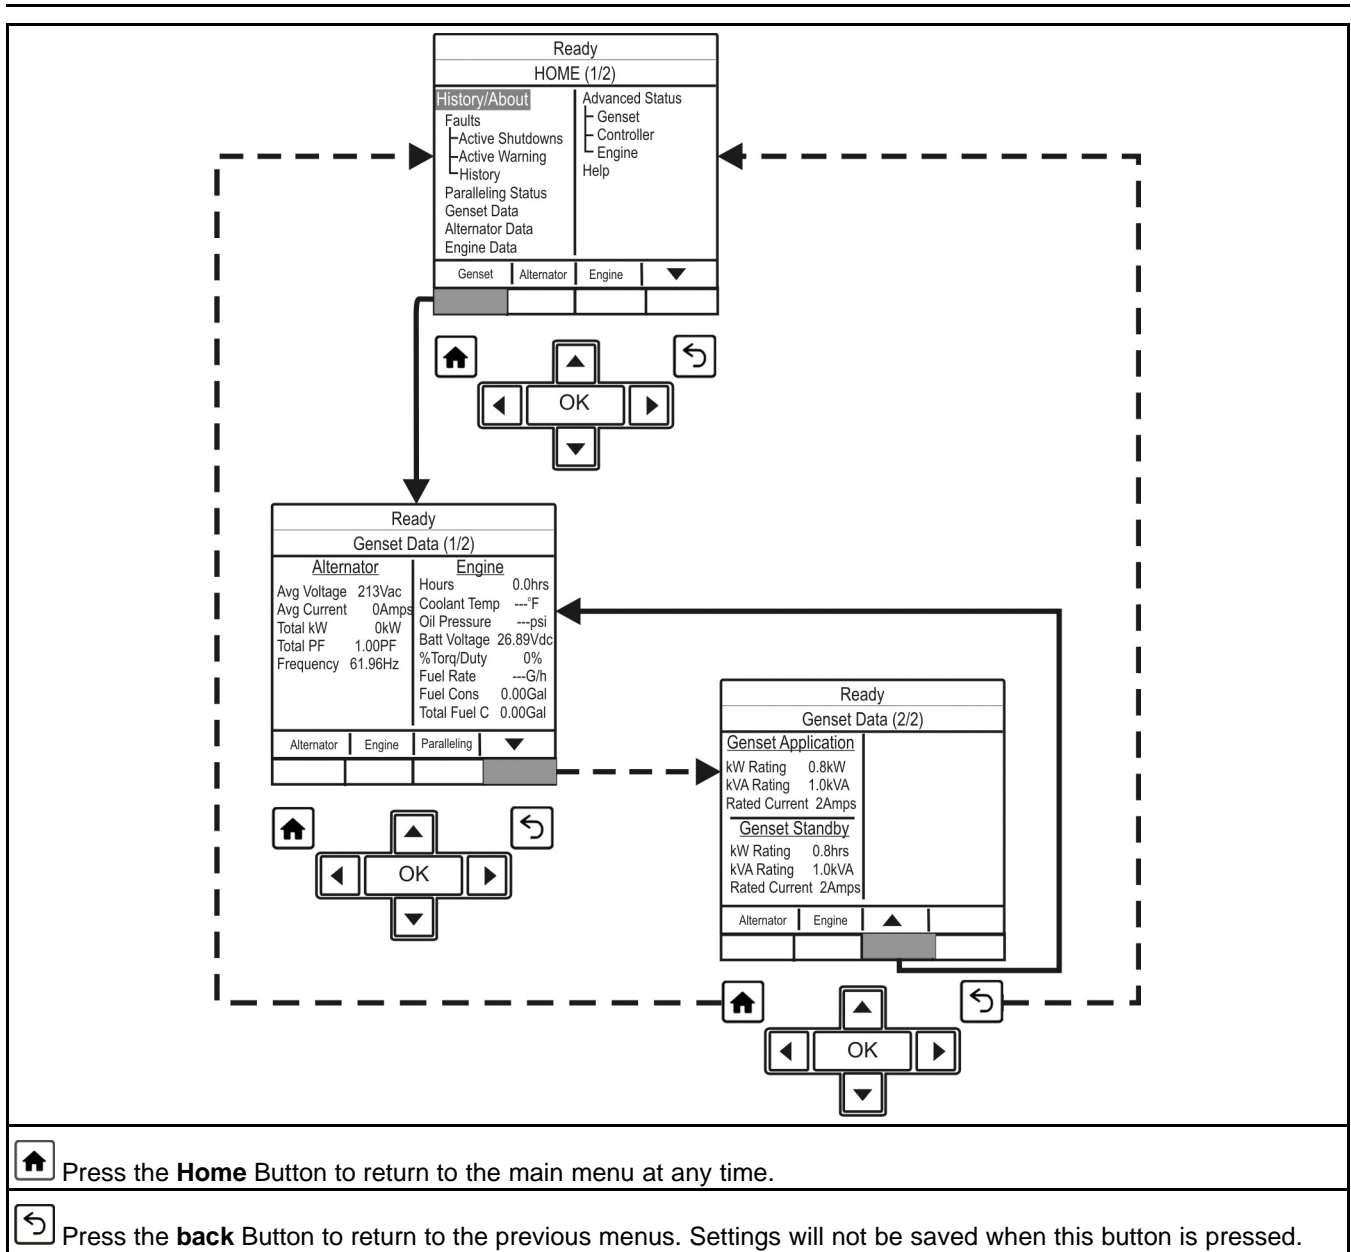 Ready
HOME (1/2)
History/About
Faults
Active Shutdowns
Active Warning
History
Paralleling Status
Genset Data
Alternator Data
Engine Data
Advanced Status
Genset
Controller
Engine
Help
Genset Alternator Engine
OK
Ready
Genset Data (1/2)
Alternator
Avg Voltage 213Vac
Avg Current 0Amps
Total kW 0kW
Total PF 1.00PF
Frequency 61.96Hz
Engine
Hours 0.0hrs
Coolant Temp ---°F
Oil Pressure ---psi
Batt Voltage 26.89Vdc
%Torq/Duty 0%
Fuel Rate ---G/h
Fuel Cons 0.00Gal
Total Fuel C 0.00Gal
Alternator Engine Paralleling
OK
Ready
Genset Data (2/2)
Genset Application
kW Rating 0.8kW
kVA Rating 1.0kVA
Rated Current 2Amps
Genset Standby
kW Rating 0.8hrs
kVA Rating 1.0kVA
Rated Current 2Amps
Alternator Engine
OK
Press the Home Button to return to the main menu at any time.
Press the back Button to return to the previous menus. Settings will not be saved when this button is pressed.